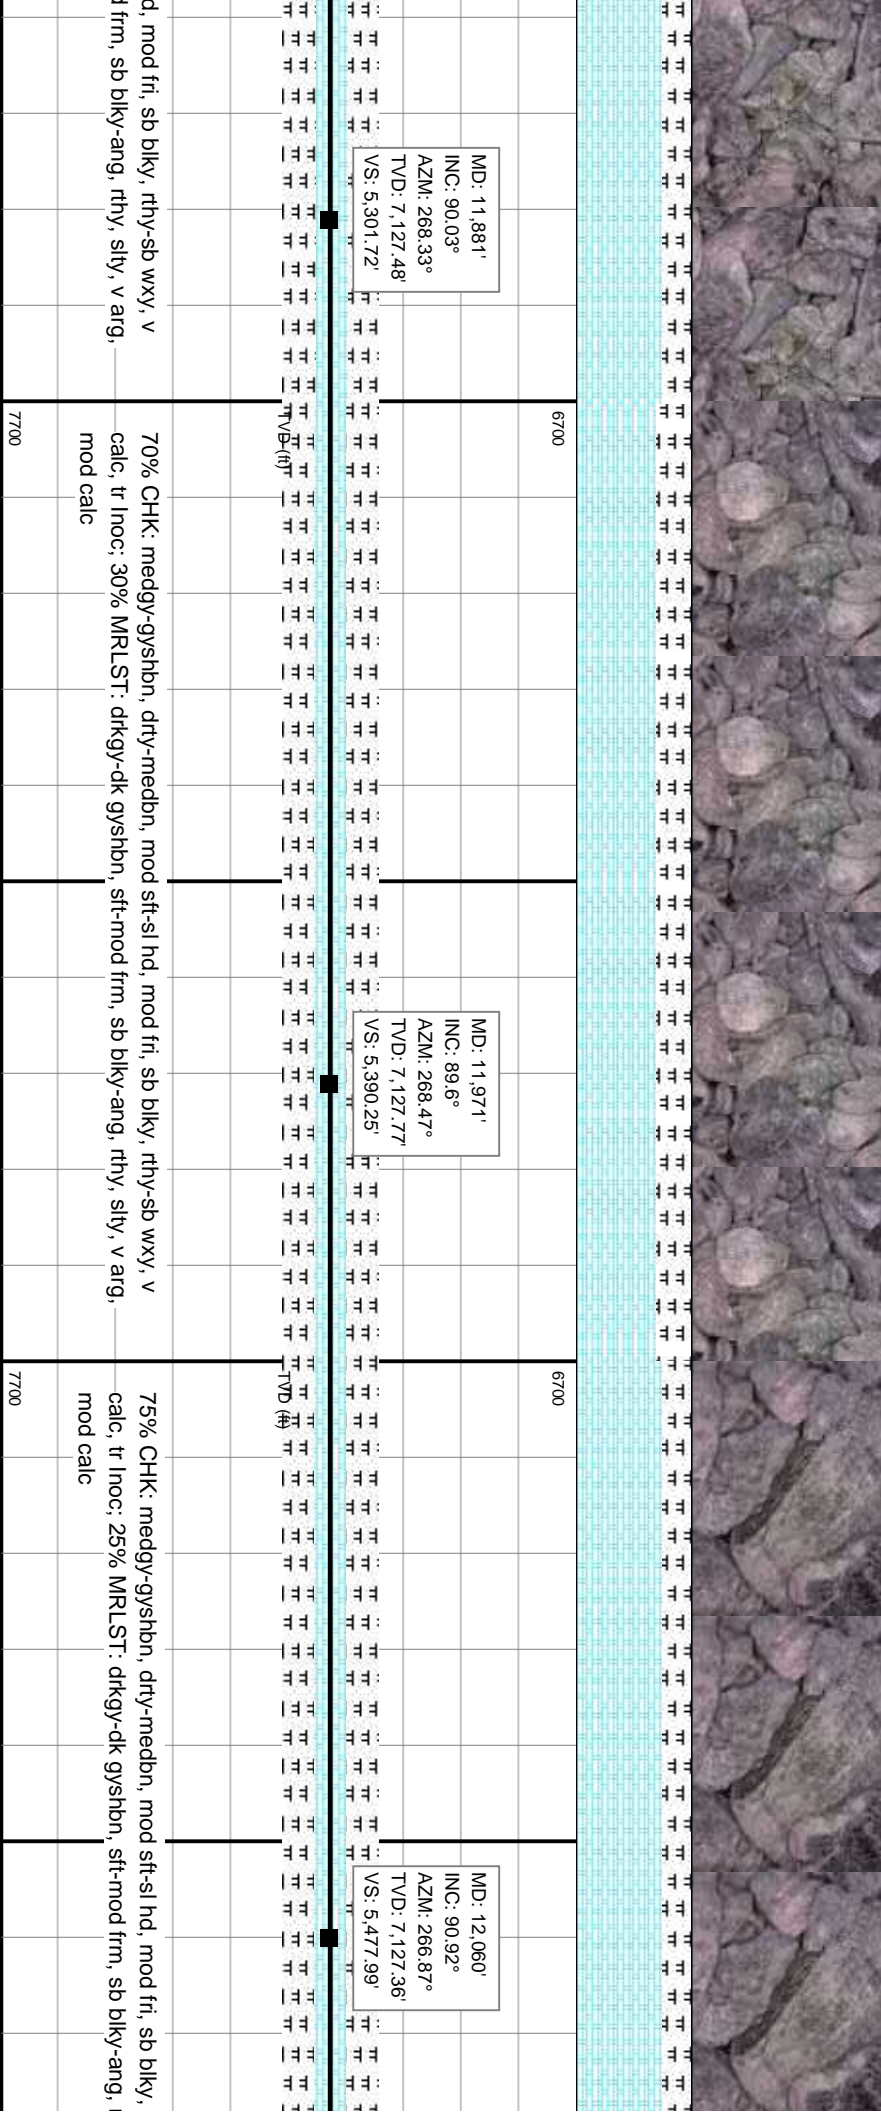 d, mod fri, sb blky, rthy-sb wxy, v
d frm, sb blky-ang, rthy, slty, v arg,
MD: 11,881'
INC: 90.03°
AZM: 268.33°
TVD: 7,127.48'
VS: 5,301.72'
6700
TVD (ft)
7700
70% CHK: medgy-gyshbn, drty-medbn, mod sft-sl hd, mod fri, sb blky, rthy-sb wxy, v
calc, tr Inoc; 30% MRLST: drkgy-dk gyshbn, sft-mod frm, sb blky-ang, rthy, slty, v arg,
mod calc
MD: 11,971'
INC: 89.6°
AZM: 268.47°
TVD: 7,127.77'
VS: 5,390.25'
6700
TVD (ft)
7700
75% CHK: medgy-gyshbn, drty-medbn, mod sft-sl hd, mod fri, sb blky,
calc, tr Inoc; 25% MRLST: drkgy-dk gyshbn, sft-mod frm, sb blky-ang,
mod calc
MD: 12,060'
INC: 90.92°
AZM: 266.87°
TVD: 7,127.36'
VS: 5,477.99'